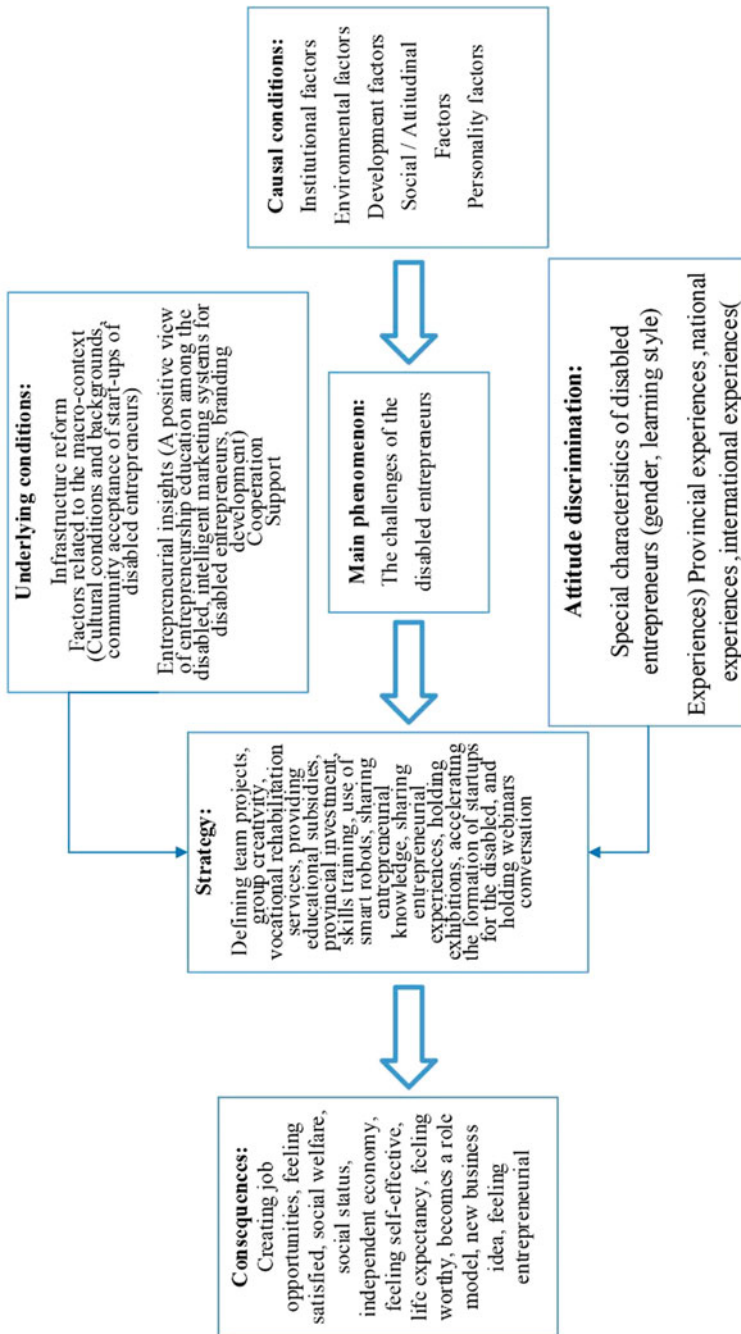 Underlying conditions:
Infrastructure reform
Factors related to the macro-context
(Cultural conditions and backgrounds,
community acceptance of start-ups of
disabled entrepreneurs)
Entrepreneurial insights (A positive view
of entrepreneurship education among the
disabled, intelligent marketing systems for
disabled entrepreneurs, branding
development)
Cooperation
Support
Consequences:
Creating job
opportunities, feeling
satisfied, social welfare,
social status,
independent economy,
feeling self-effective,
life expectancy, feeling
worthy, becomes a role
model, new business
idea, feeling
entrepreneurial
Strategy:
Defining team projects,
group creativity,
vocational rehabilitation
services, providing
educational subsidies,
provincial investment,
skills training, use of
smart robots, sharing
entrepreneurial
knowledge, sharing
entrepreneurial
experiences, holding
exhibitions, accelerating
the formation of startups
for the disabled, and
holding webinars
conversation
Main phenomenon:
The challenges of the
disabled entrepreneurs
Causal conditions:
Institutional factors
Environmental factors
Development factors
Social / Attitudinal
Factors
Personality factors
Attitude discrimination:
Special characteristics of disabled
entrepreneurs (gender, learning style)
Experiences) Provincial experiences ,national
experiences ,international experiences(